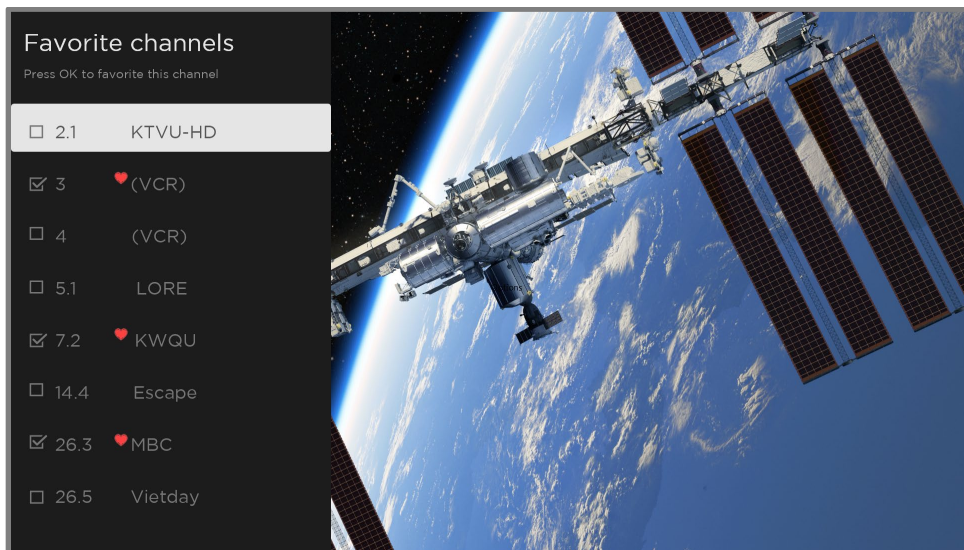 Favorite channels
Press OK to favorite this channel
2.1 KTVU-HD
3 (VCR)
4 (VCR)
5.1 LORE
7.2 KWQU
14.4 Escape
26.3 MBC
26.5 Vietday